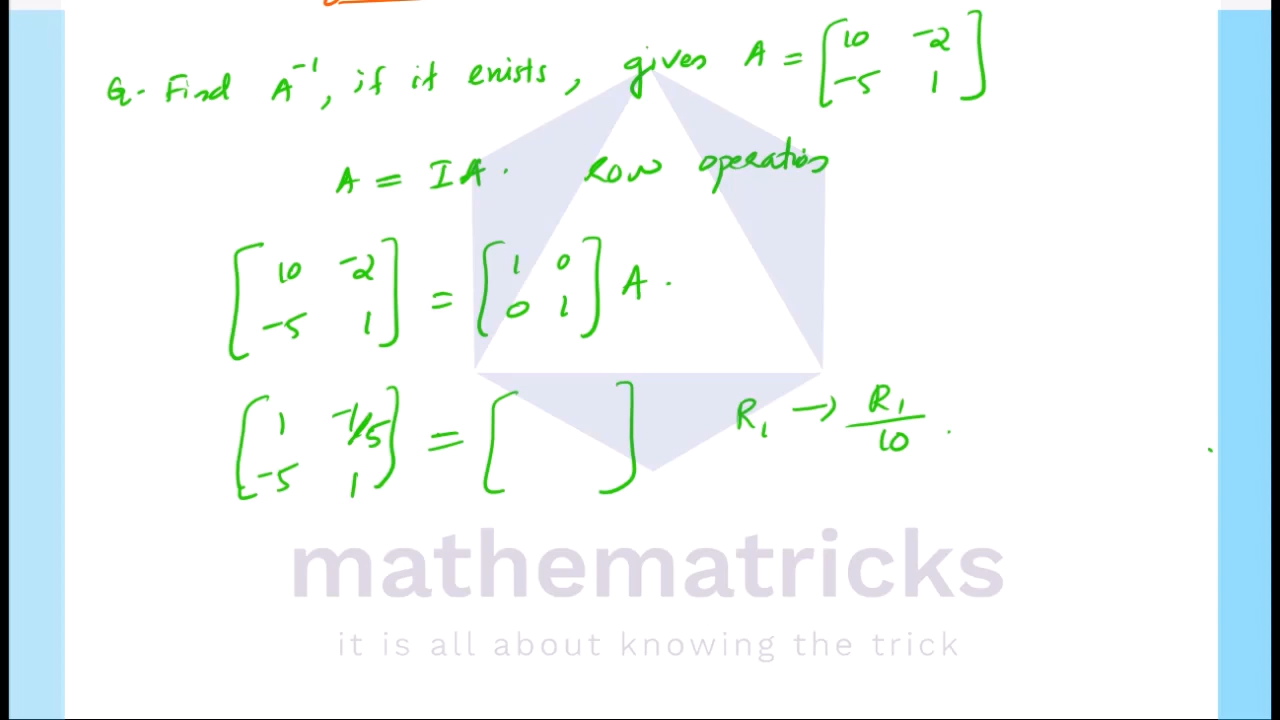 Q- Find A⁻¹, if it exists, given A = [10 -2; -5 1]
A = IA. Row operations
[10 -2; -5 1] = [1 0; 0 1] A.
[1 -1/5; -5 1] = [ ] R₁ → R₁/10.
mathematricks
it is all about knowing the trick